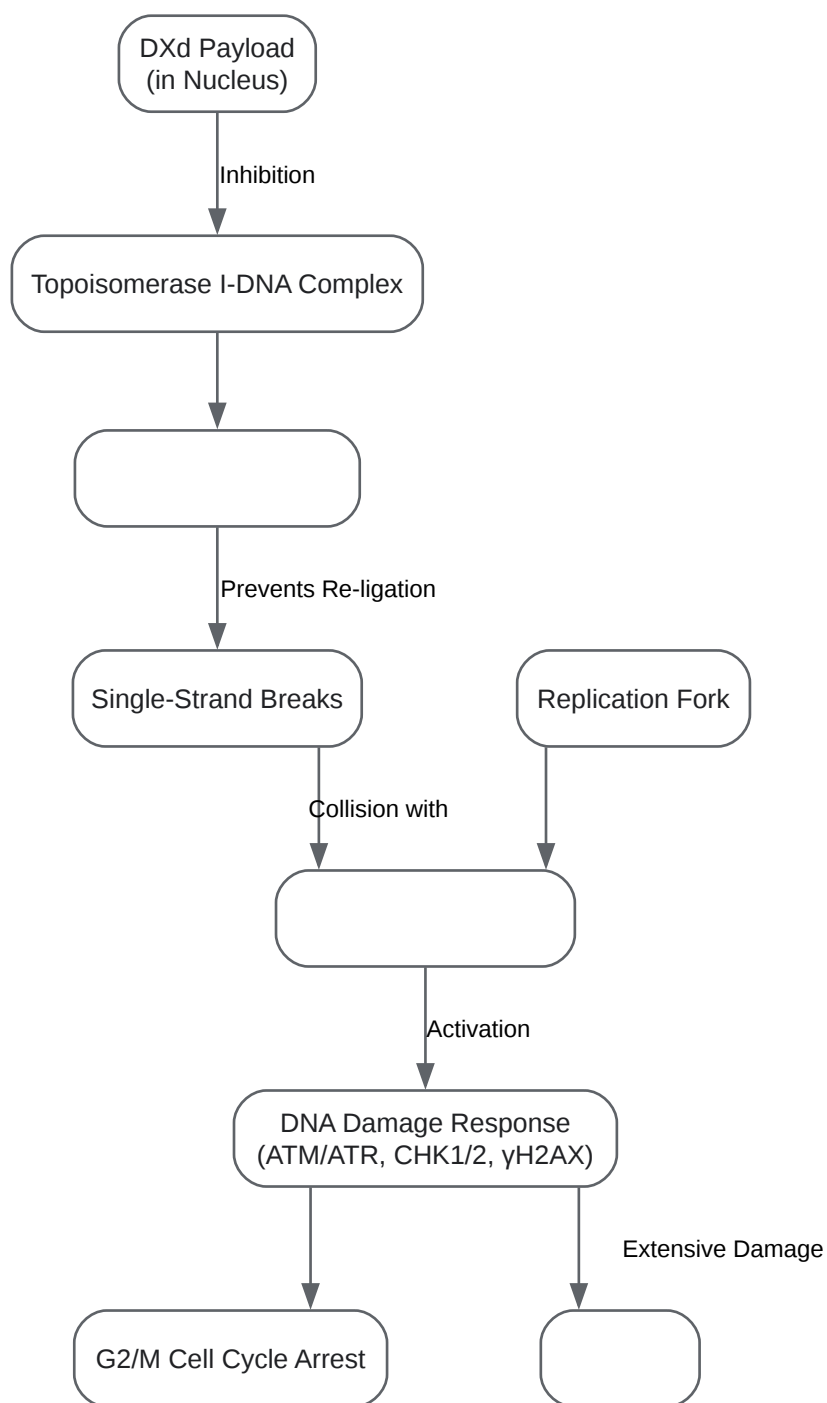 DXd Payload
(in Nucleus)
Inhibition
Topoisomerase I-DNA Complex
Prevents Re-ligation
Single-Strand Breaks
Replication Fork
Collision with
Activation
DNA Damage Response
(ATM/ATR, CHK1/2, γH2AX)
Extensive Damage
G2/M Cell Cycle Arrest